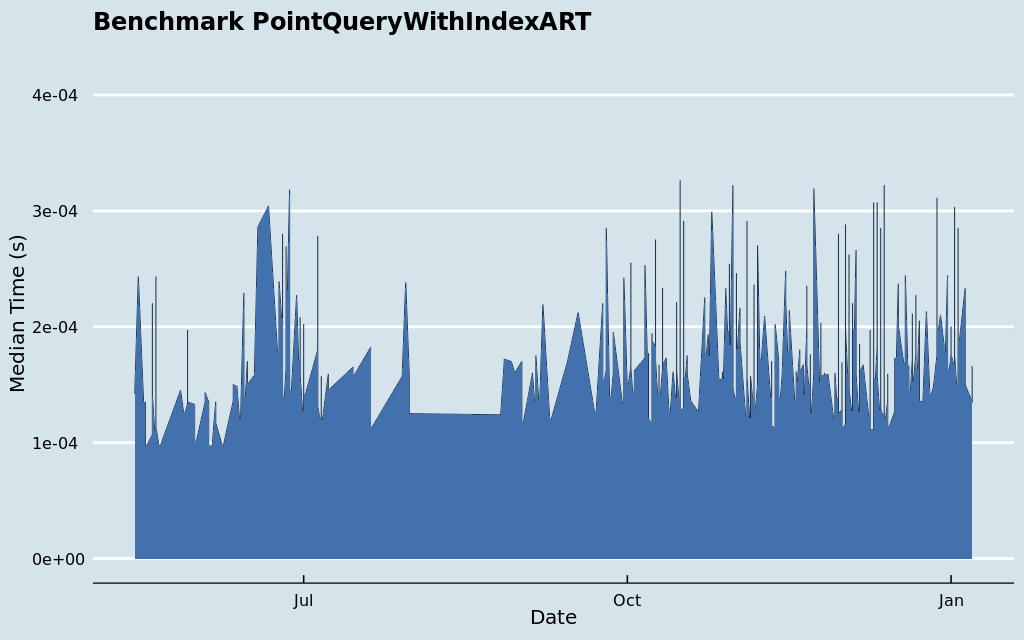 Benchmark PointQueryWithIndexART
4e-04
3e-04
2e-04
1e-04
0e+00
Median Time (s)
Jul
Oct
Jan
Date